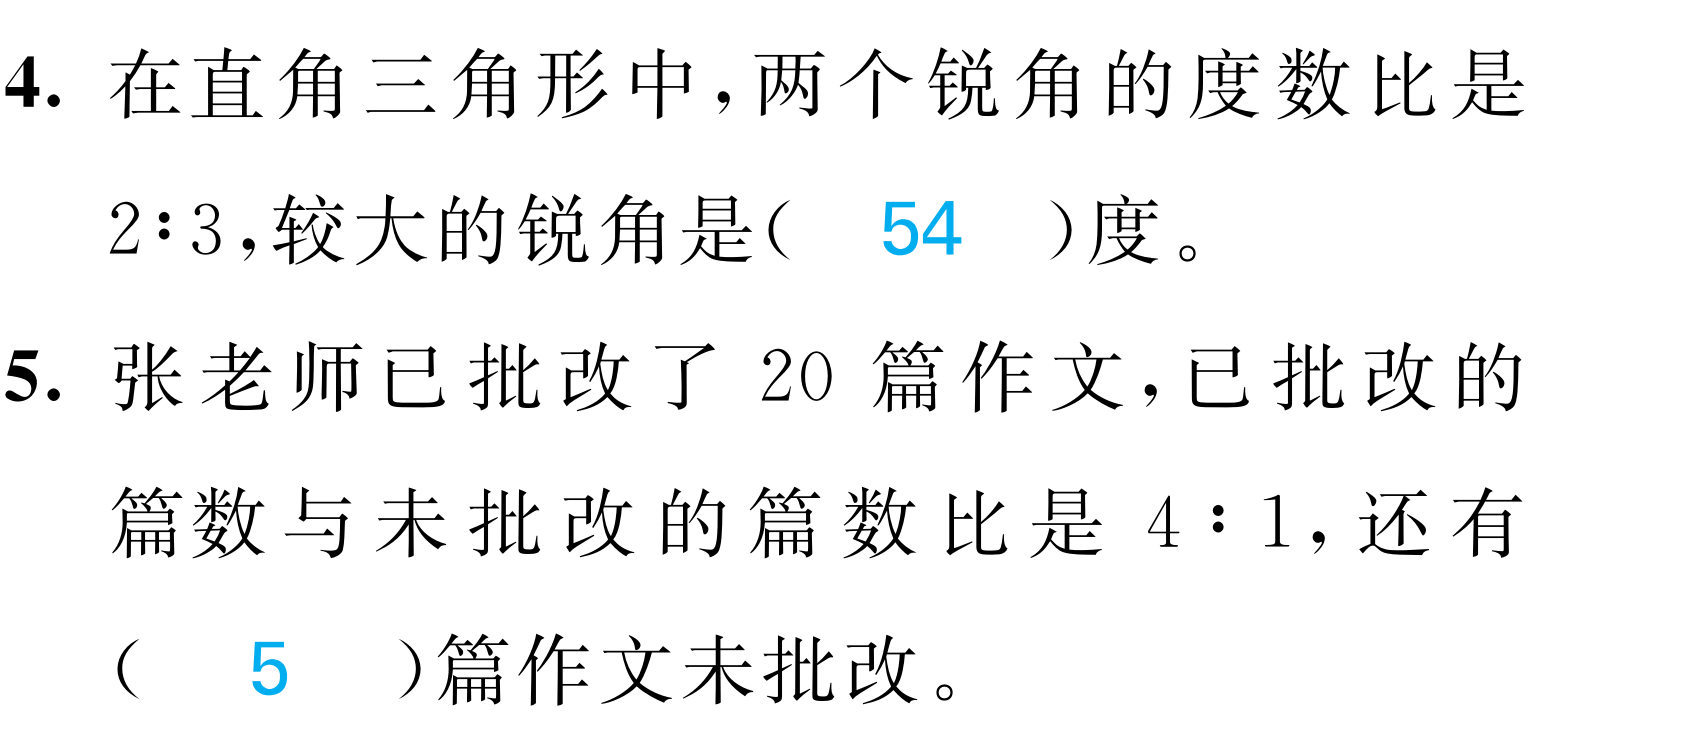 4. 在直角三角形中,两个锐角的度数比是
2∶3,较大的锐角是( 54 )度。
5. 张老师已批改了 20 篇作文,已批改的
篇数与未批改的篇数比是 4∶1,还有
( 5 )篇作文未批改。